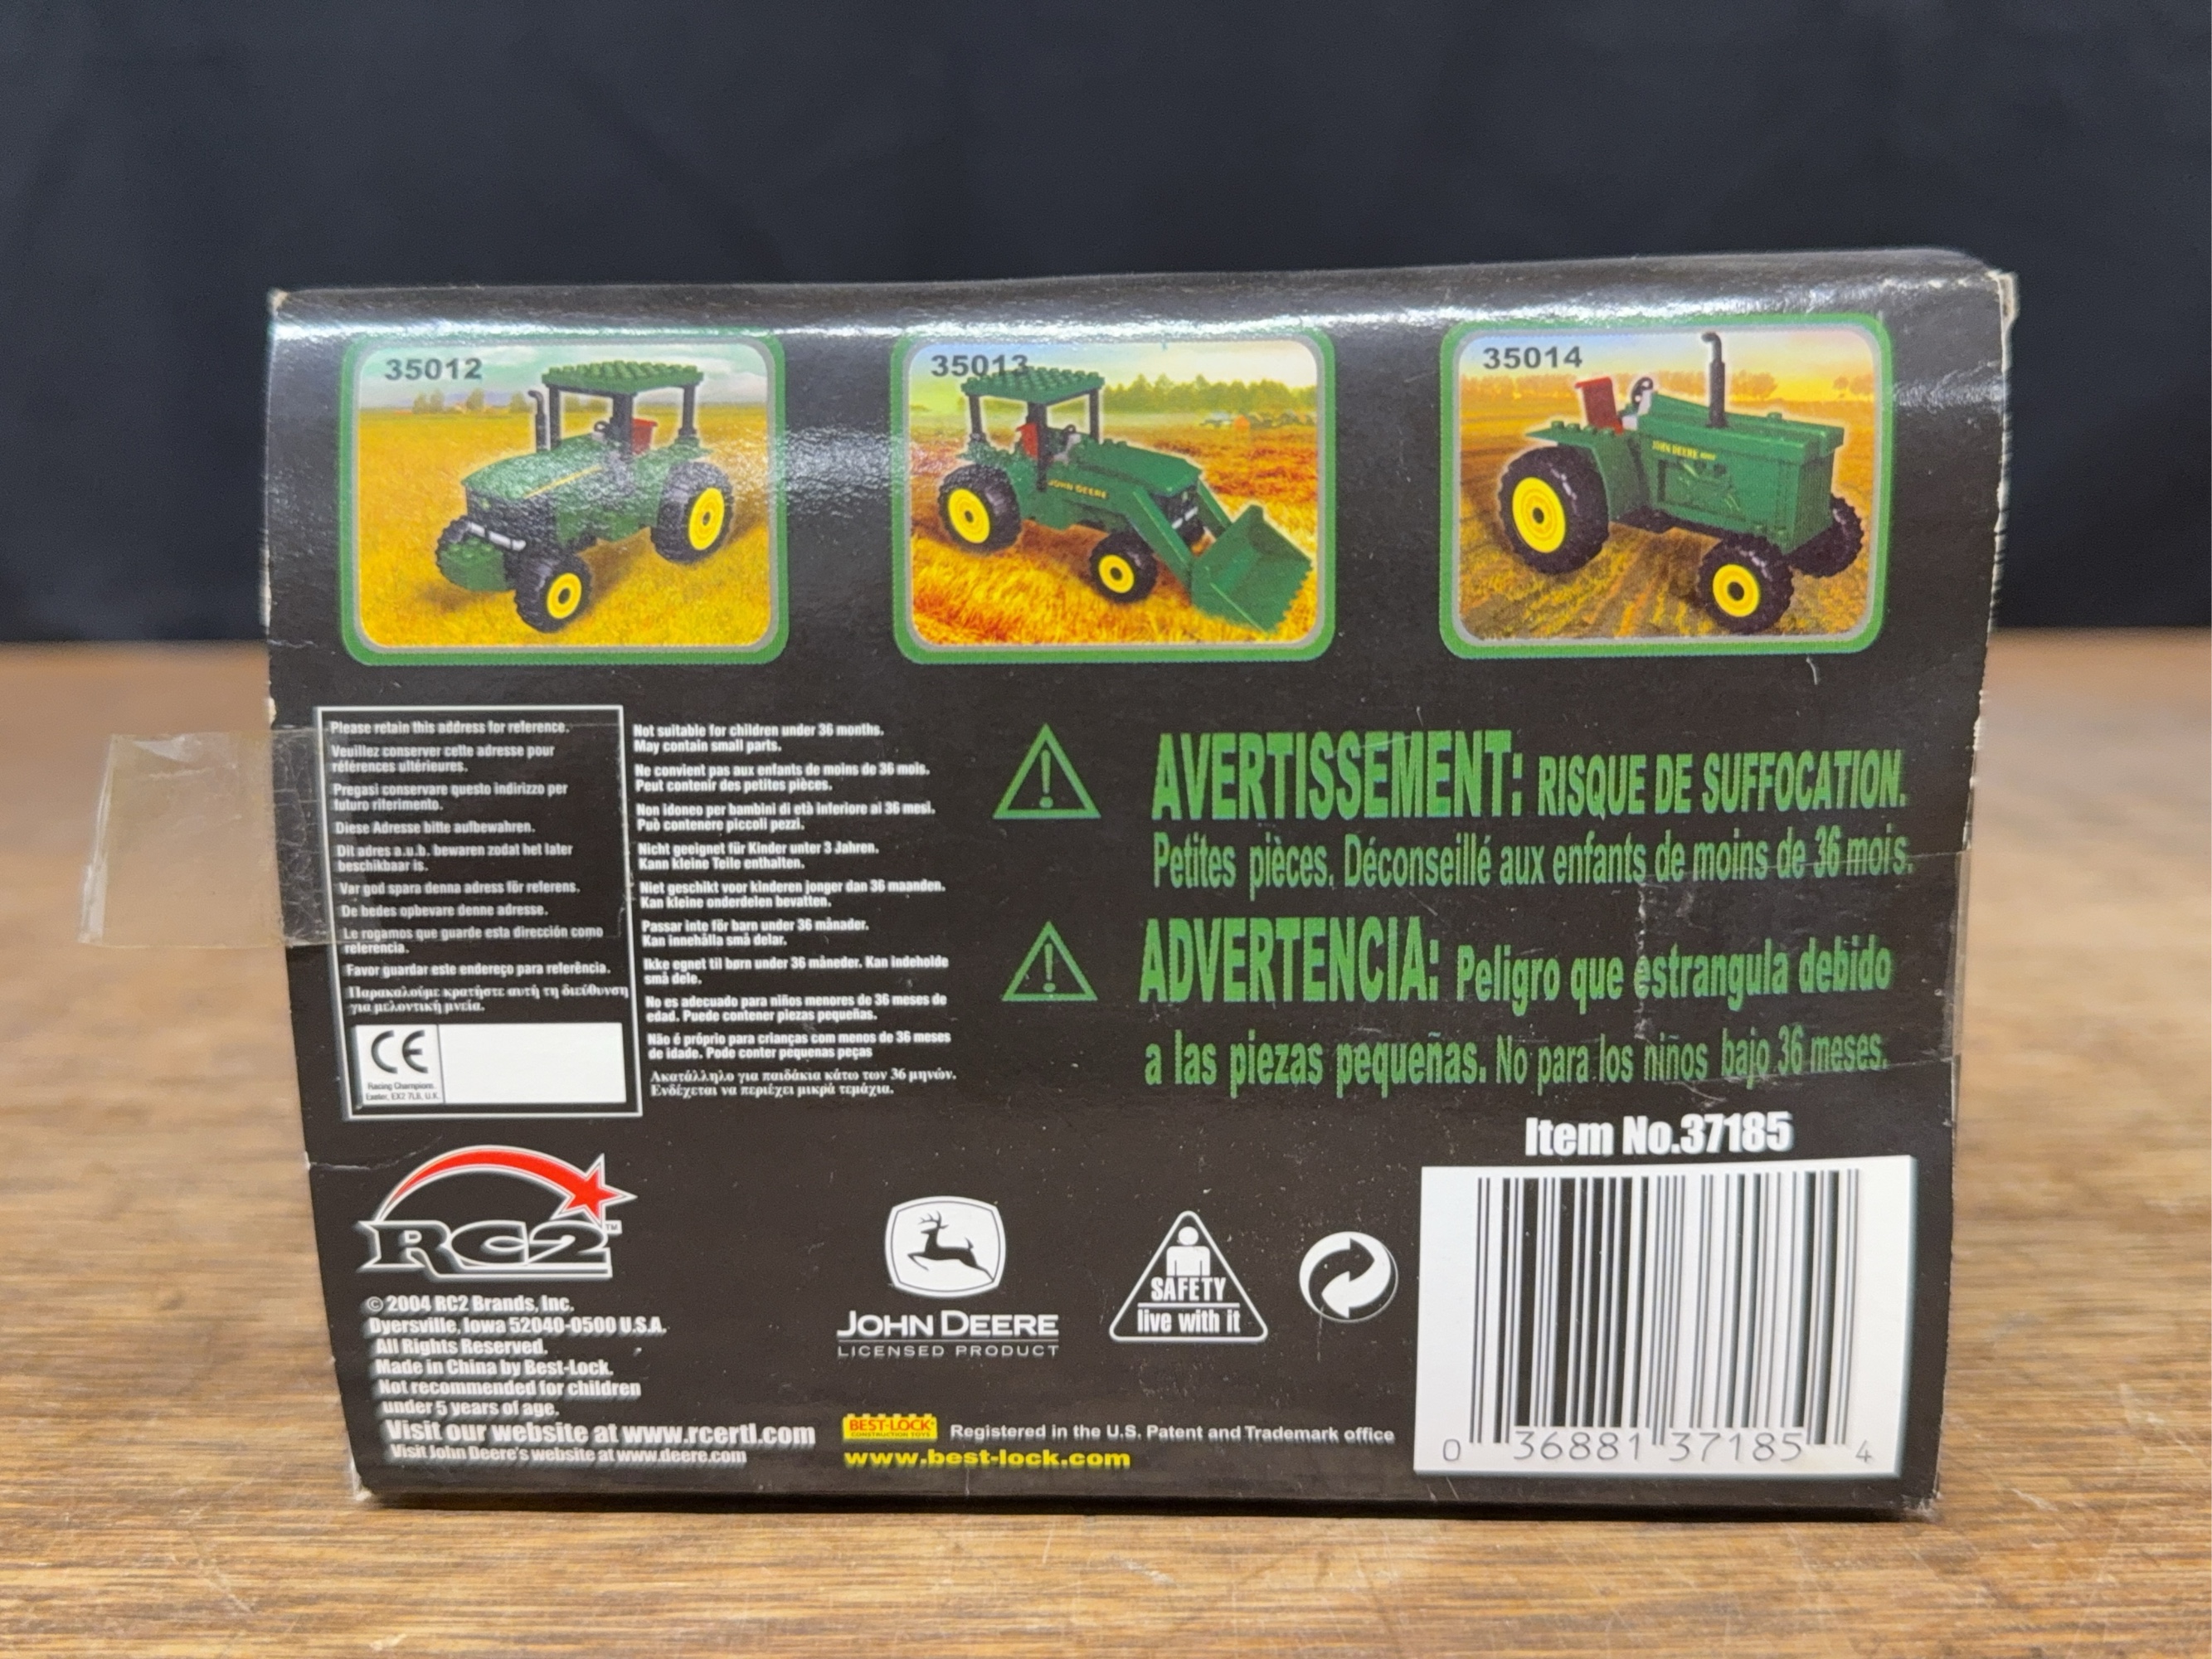 35012
35013
35014
JOHN DEERE
JOHN DEERE
Please retain this address for reference.
Veuillez conserver cette adresse pour
références ultérieures.
Pregasi conservare questo indirizzo per
futuro riferimento.
Diese Adresse bitte aufbewahren.
Dit adres a.u.b. bewaren zodat het later
beschikbaar is.
Var god spara denna adress för referens.
De bedes opbevare denne adresse.
Le rogamos que guarde esta dirección como
referencia.
Favor guardar este endereço para referência.
Παρακαλούμε κρατήστε αυτή τη διεύθυνση
για μελοντική μνεία.
CE
Racing Champions.
Exeter, EX2 7LB, U.K.
Not suitable for children under 36 months.
May contain small parts.
Ne convient pas aux enfants de moins de 36 mois.
Peut contenir des petites pièces.
Non idoneo per bambini di età inferiore ai 36 mesi.
Può contenere piccoli pezzi.
Nicht geeignet für Kinder unter 3 Jahren.
Kann kleine Teile enthalten.
Niet geschikt voor kinderen jonger dan 36 maanden.
Kan kleine onderdelen bevatten.
Passar inte för barn under 36 månader.
Kan innehålla små delar.
Ikke egnet til børn under 36 måneder. Kan indeholde
små dele.
No es adecuado para niños menores de 36 meses de
edad. Puede contener piezas pequeñas.
Não é próprio para crianças com menos de 36 meses
de idade. Pode conter pequenas peças
Ακατάλληλο για παιδάκια κάτω των 36 μηνών.
Ενδέχεται να περιέχει μικρά τεμάχια.
AVERTISSEMENT: RISQUE DE SUFFOCATION.
Petites pièces. Déconseillé aux enfants de moins de 36 mois.
ADVERTENCIA: Peligro que estrangula debido
a las piezas pequeñas. No para los niños bajo 36 meses.
Item No.37185
0 36881 37185 4
RC2™
© 2004 RC2 Brands, Inc.
Dyersville, Iowa 52040-0500 U.S.A.
All Rights Reserved.
Made in China by Best-Lock.
Not recommended for children
under 5 years of age.
Visit our website at www.rcertl.com
Visit John Deere's website at www.deere.com
JOHN DEERE
LICENSED PRODUCT
SAFETY
live with it
BEST-LOCK
CONSTRUCTION TOYS
Registered in the U.S. Patent and Trademark office
www.best-lock.com